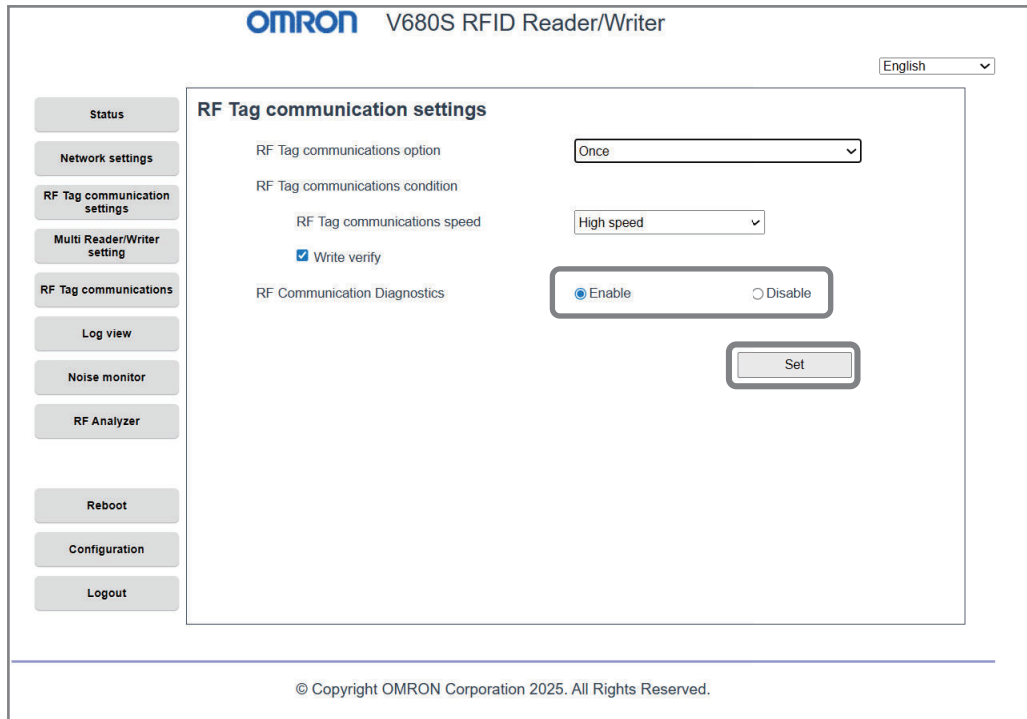 OMRON V680S RFID Reader/Writer
English
Status
Network settings
RF Tag communication
settings
Multi Reader/Writer
setting
RF Tag communications
Log view
Noise monitor
RF Analyzer
Reboot
Configuration
Logout
RF Tag communication settings
RF Tag communications option Once
RF Tag communications condition
RF Tag communications speed High speed
Write verify
RF Communication Diagnostics Enable Disable
Set
© Copyright OMRON Corporation 2025. All Rights Reserved.